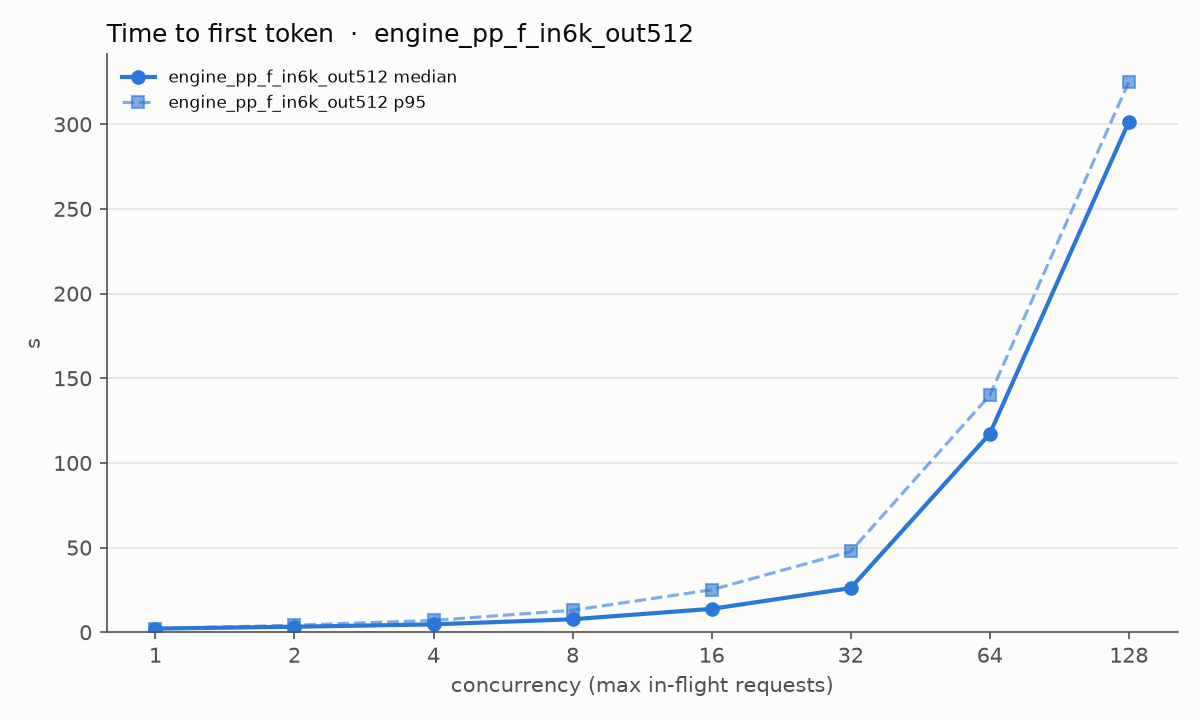 Time to first token · engine_pp_f_in6k_out512
engine_pp_f_in6k_out512 median
engine_pp_f_in6k_out512 p95
300
250
200
150
100
50
0
s
1 2 4 8 16 32 64 128
concurrency (max in-flight requests)